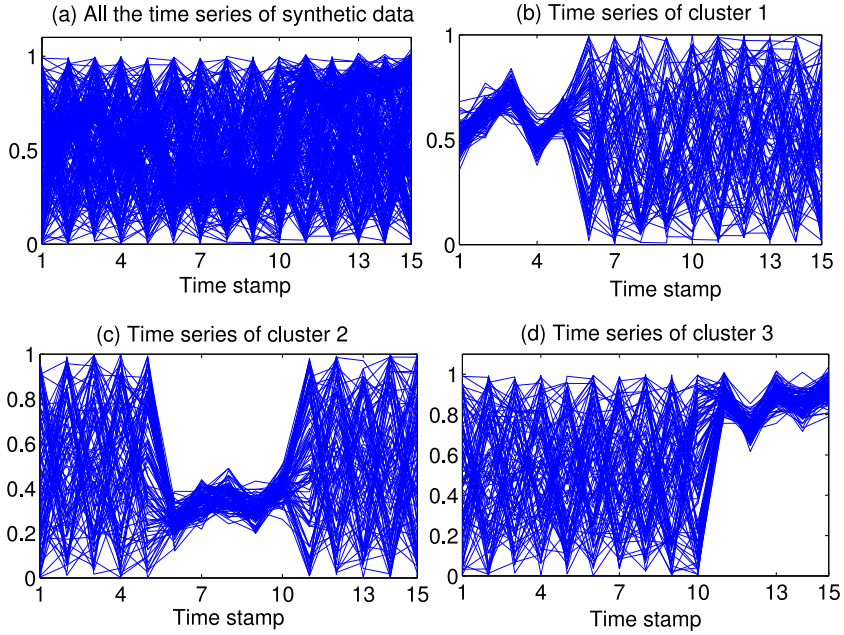 (a) All the time series of synthetic data
1
0.5
0
1 4 7 10 13 15
Time stamp
(b) Time series of cluster 1
1
0.5
0
1 4 7 10 13 15
Time stamp
(c) Time series of cluster 2
1
0.8
0.6
0.4
0.2
0
1 4 7 10 13 15
Time stamp
(d) Time series of cluster 3
1
0.8
0.6
0.4
0.2
0
1 4 7 10 13 15
Time stamp